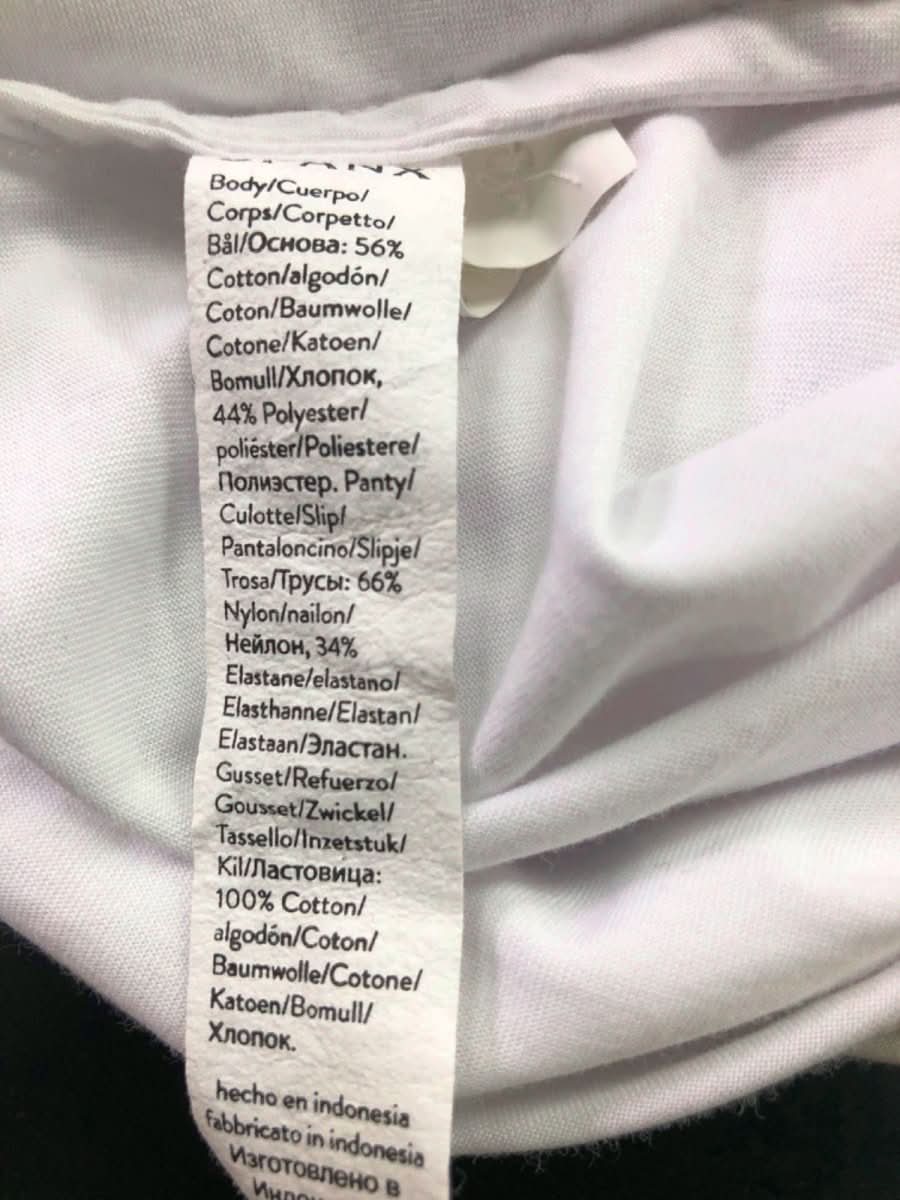 SPANX
Body/Cuerpo/
Corps/Corpetto/
Bål/Основа: 56%
Cotton/algodón/
Coton/Baumwolle/
Cotone/Katoen/
Bomull/Хлопок,
44% Polyester/
poliéster/Poliestere/
Полиэстер. Panty/
Culotte/Slip/
Pantaloncino/Slipje/
Trosa/Трусы: 66%
Nylon/nailon/
Нейлон, 34%
Elastane/elastano/
Elasthanne/Elastan/
Elastaan/Эластан.
Gusset/Refuerzo/
Gousset/Zwickel/
Tassello/Inzetstuk/
Kil/Ластовица:
100% Cotton/
algodón/Coton/
Baumwolle/Cotone/
Katoen/Bomull/
Хлопок.
hecho en indonesia
fabbricato in indonesia
Изготовлено в